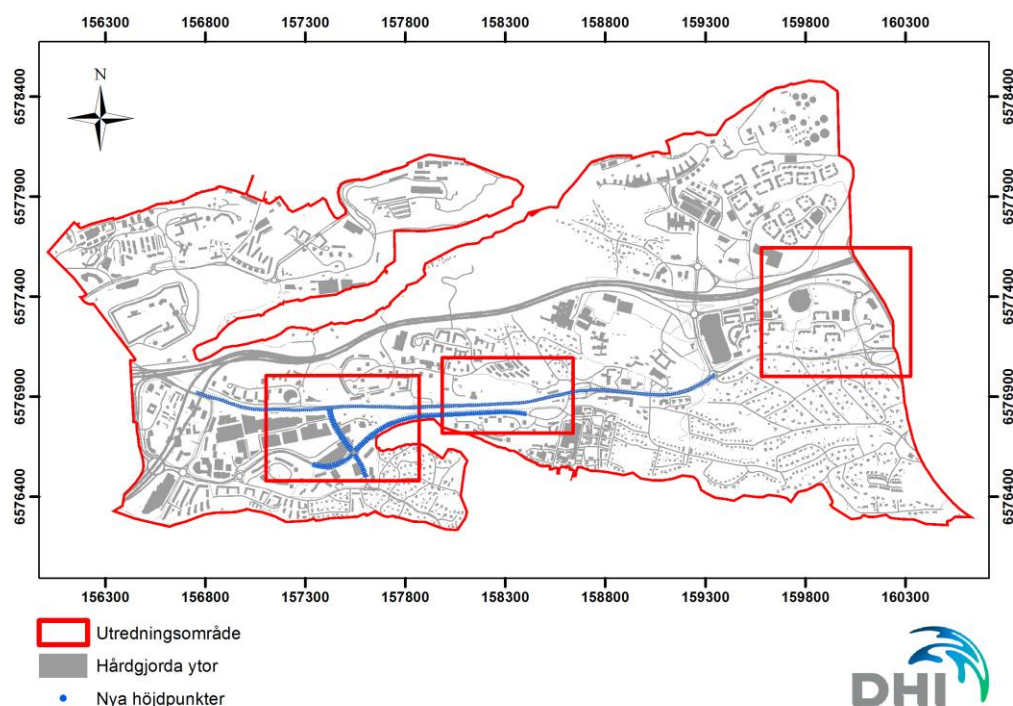 156300 156800 157300 157800 158300 158800 159300 159800 160300
6578400 6578400
N
6577900 6577900
6577400 6577400
6576900 6576900
6576400 6576400
156300 156800 157300 157800 158300 158800 159300 159800 160300
Utredningsområde
Hårdgjorda ytor
Nya höjdpunkter
DHI